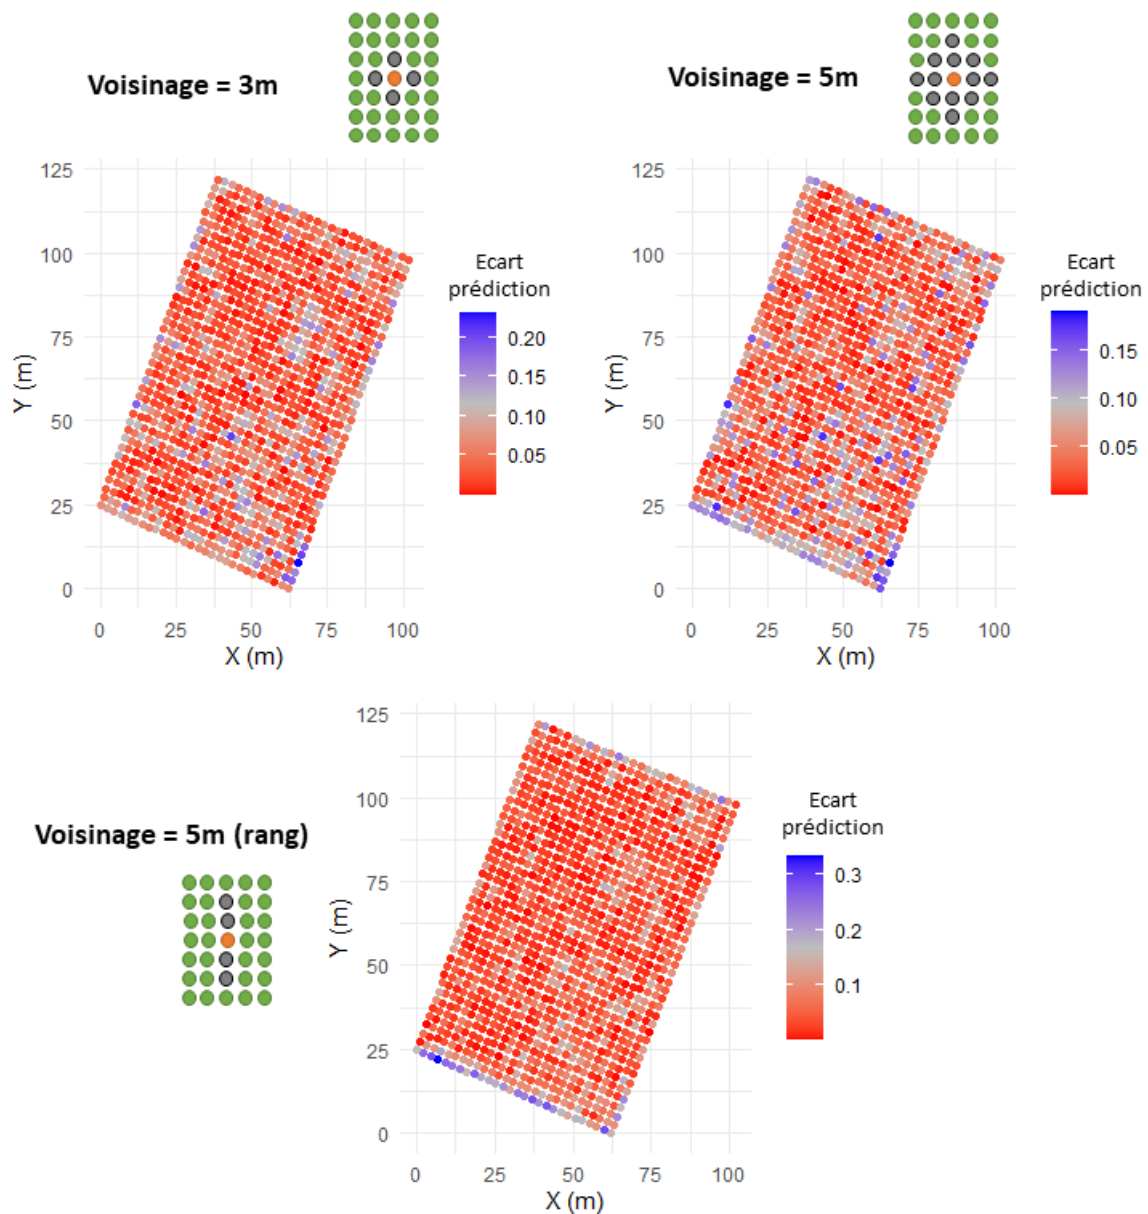 Voisinage = 3m
Voisinage = 5m
125
100
75
50
25
0
Y (m)
0 25 50 75 100
X (m)
Ecart
prédiction
0.20
0.15
0.10
0.05
125
100
75
50
25
0
Y (m)
0 25 50 75 100
X (m)
Ecart
prédiction
0.15
0.10
0.05
Voisinage = 5m (rang)
125
100
75
50
25
0
Y (m)
0 25 50 75 100
X (m)
Ecart
prédiction
0.3
0.2
0.1